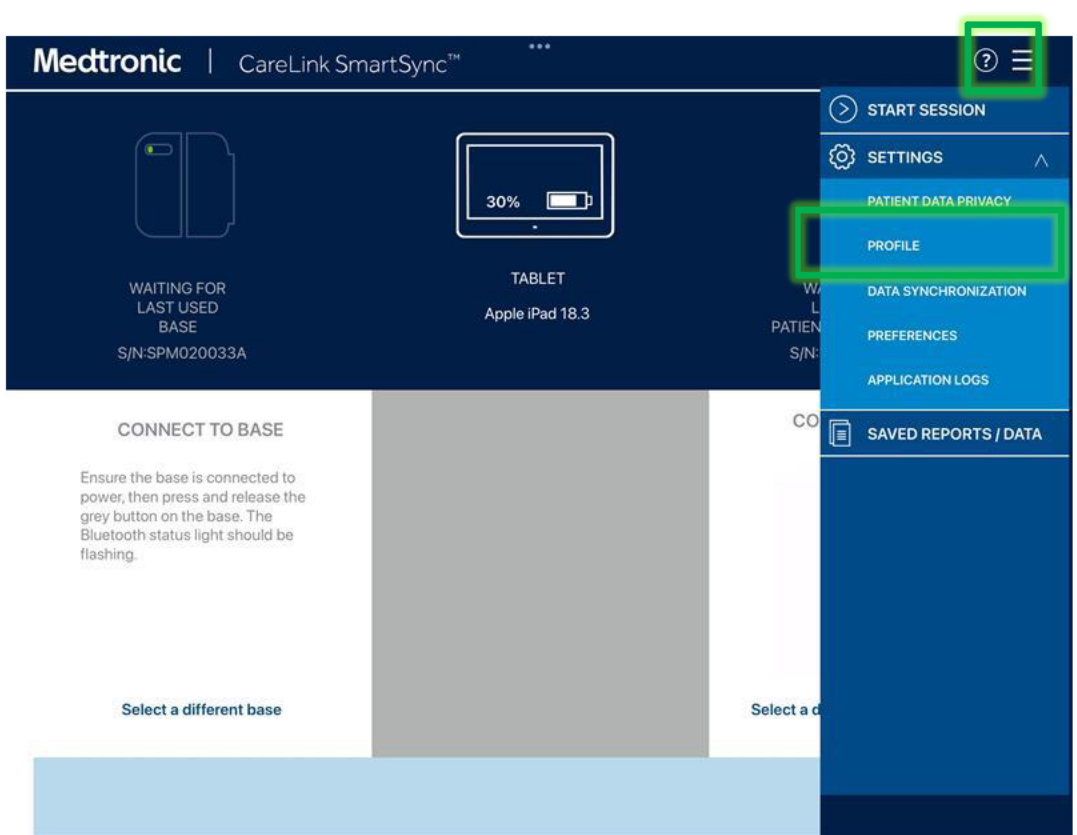 Medtronic | CareLink SmartSync™
START SESSION
SETTINGS
PATIENT DATA PRIVACY
PROFILE
DATA SYNCHRONIZATION
PREFERENCES
APPLICATION LOGS
SAVED REPORTS / DATA
WAITING FOR
LAST USED
BASE
S/N:SPM020033A
30%
TABLET
Apple iPad 18.3
PATIEN
S/N:
CONNECT TO BASE
Ensure the base is connected to
power, then press and release the
grey button on the base. The
Bluetooth status light should be
flashing.
Select a different base
CO
Select a d